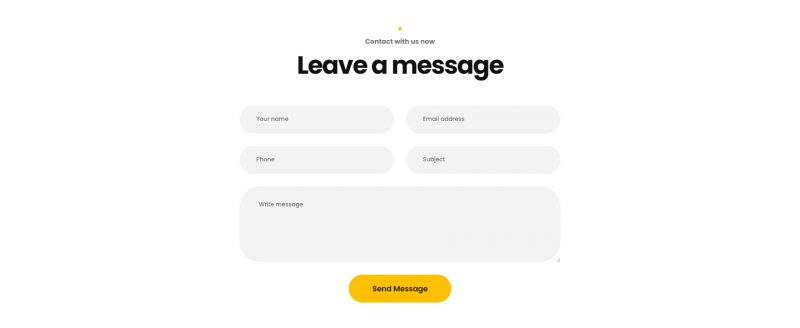 Contact with us now
Leave a message
Your name
Email address
Phone
Subject
Write message
Send Message